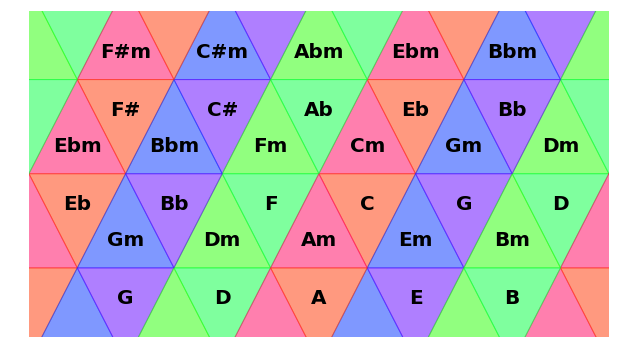 F#m C#m Abm Ebm Bbm
F# C# Ab Eb Bb
Ebm Bbm Fm Cm Gm Dm
Eb Bb F C G D
Gm Dm Am Em Bm
G D A E B